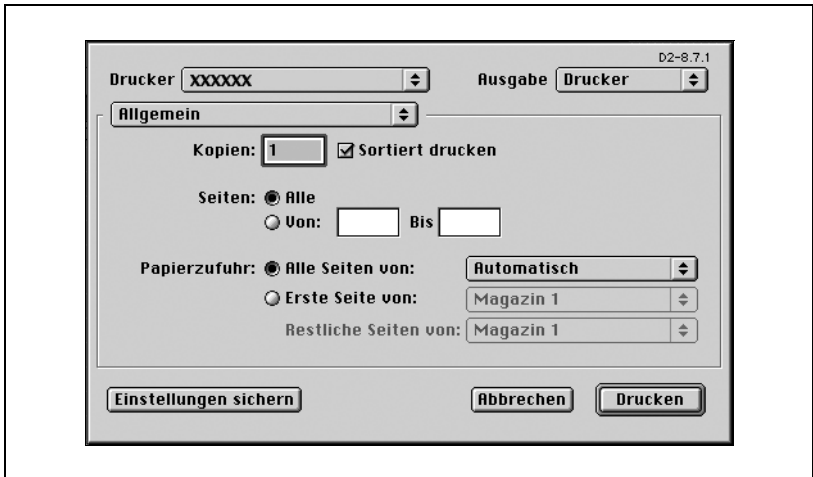 D2-8.7.1
Drucker XXXXXX Ausgabe Drucker
Allgemein
Kopien: 1 Sortiert drucken
Seiten: Alle
Von: Bis
Papierzufuhr: Alle Seiten von: Automatisch
Erste Seite von: Magazin 1
Restliche Seiten von: Magazin 1
Einstellungen sichern Abbrechen Drucken